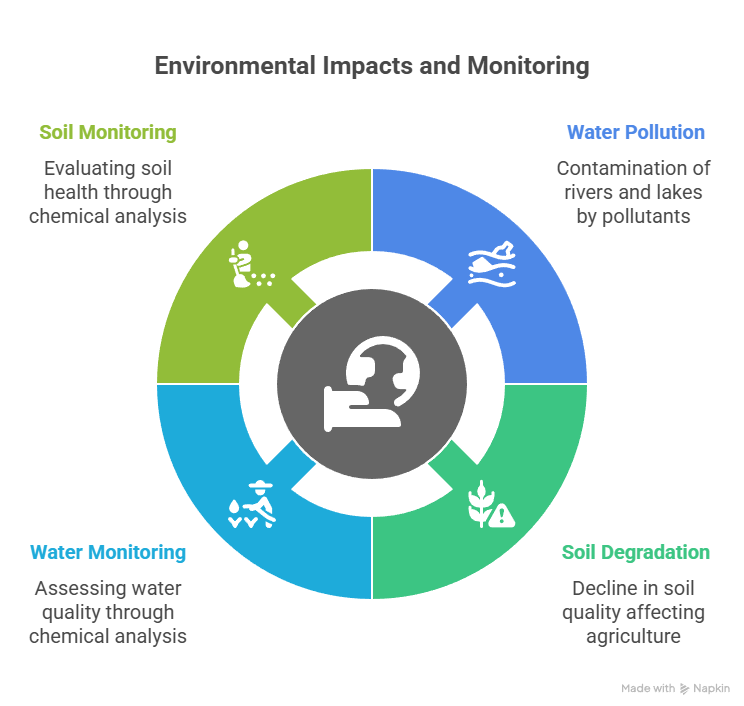 Environmental Impacts and Monitoring
Soil Monitoring
Evaluating soil
health through
chemical analysis
Water Pollution
Contamination of
rivers and lakes
by pollutants
Water Monitoring
Assessing water
quality through
chemical analysis
Soil Degradation
Decline in soil
quality affecting
agriculture
Made with Napkin